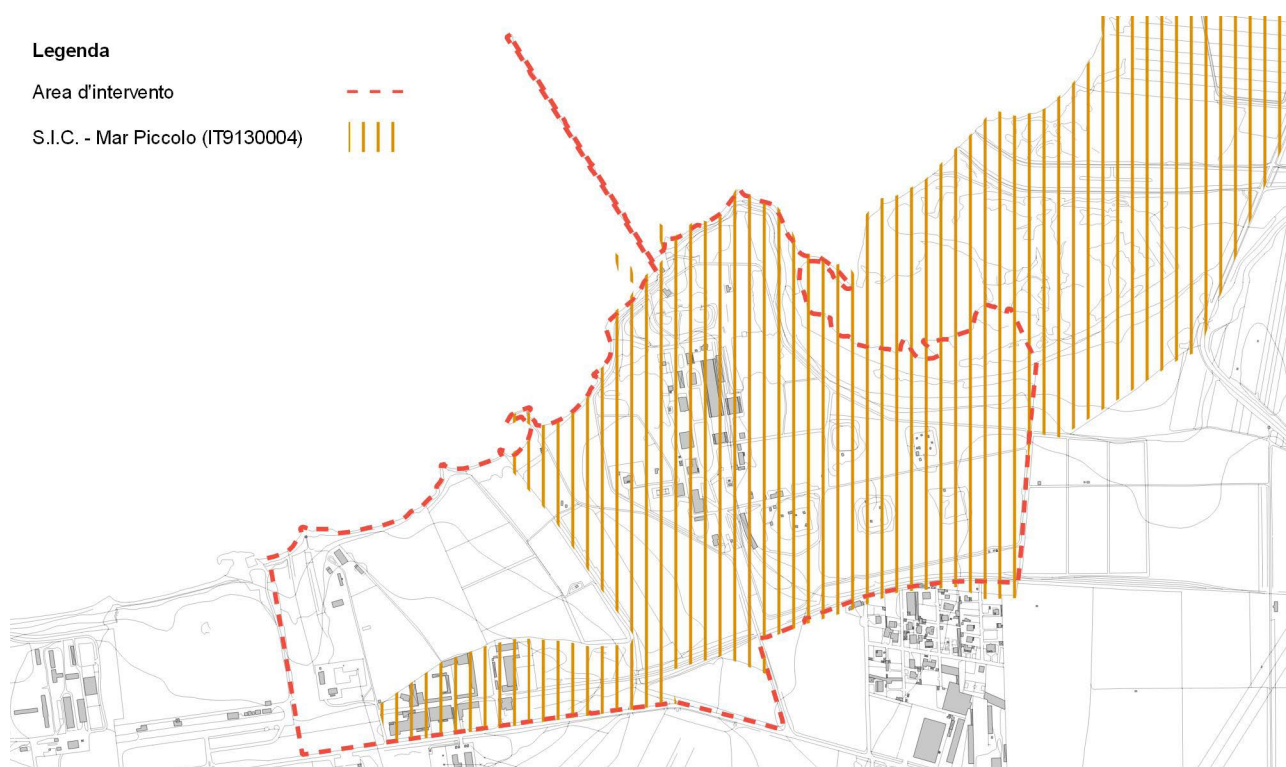 Legenda
Area d'intervento
S.I.C. - Mar Piccolo (IT9130004)